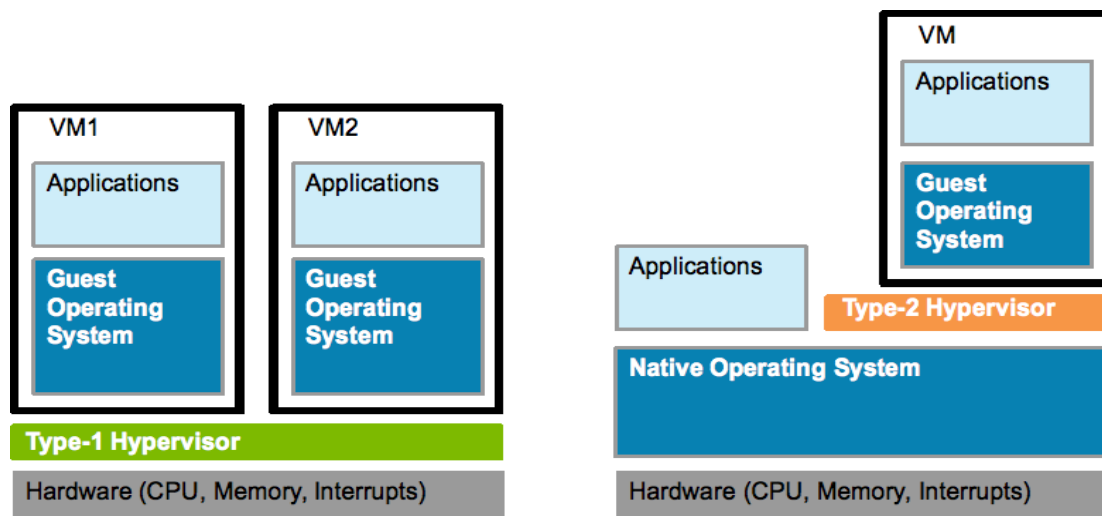 VM1
Applications
Guest
Operating
System
VM2
Applications
Guest
Operating
System
Type-1 Hypervisor
Hardware (CPU, Memory, Interrupts)
VM
Applications
Guest
Operating
System
Applications
Type-2 Hypervisor
Native Operating System
Hardware (CPU, Memory, Interrupts)